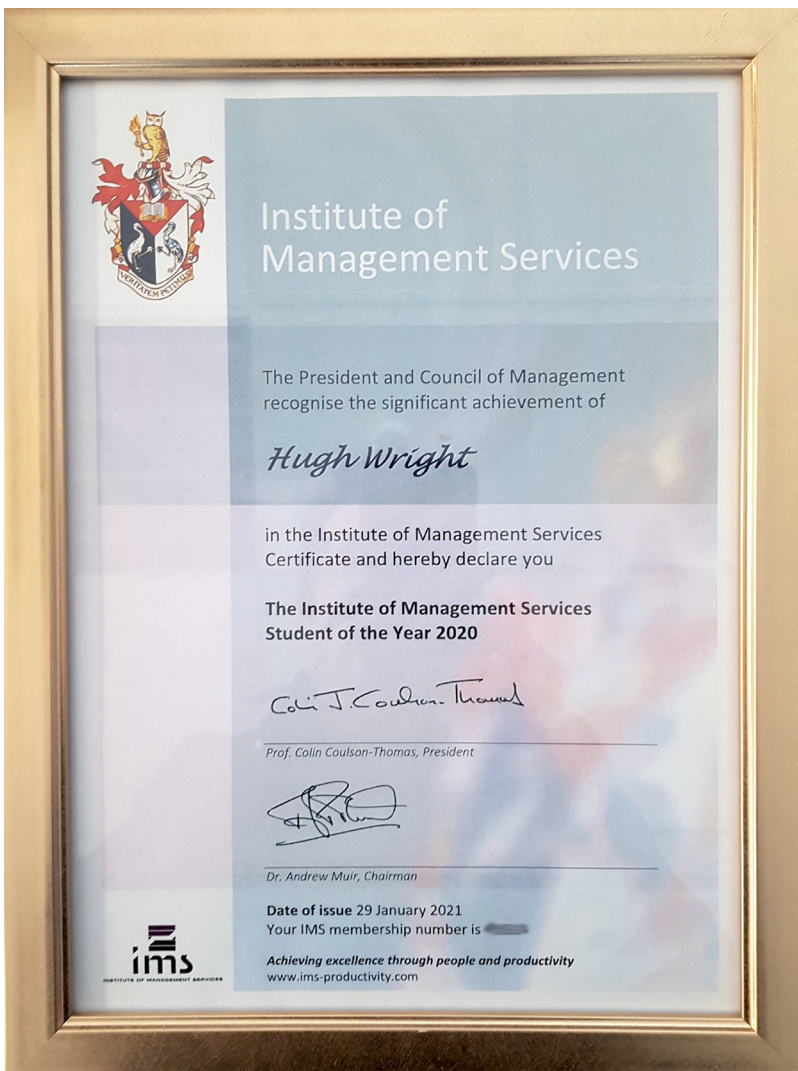 VERITATEM PETIMUS
Institute of
Management Services
The President and Council of Management
recognise the significant achievement of
Hugh Wright
in the Institute of Management Services
Certificate and hereby declare you
The Institute of Management Services
Student of the Year 2020
Colin J. Coulson-Thomas
Prof. Colin Coulson-Thomas, President
Dr. Andrew Muir, Chairman
Date of issue 29 January 2021
Your IMS membership number is
Achieving excellence through people and productivity
www.ims-productivity.com
ims
INSTITUTE OF MANAGEMENT SERVICES